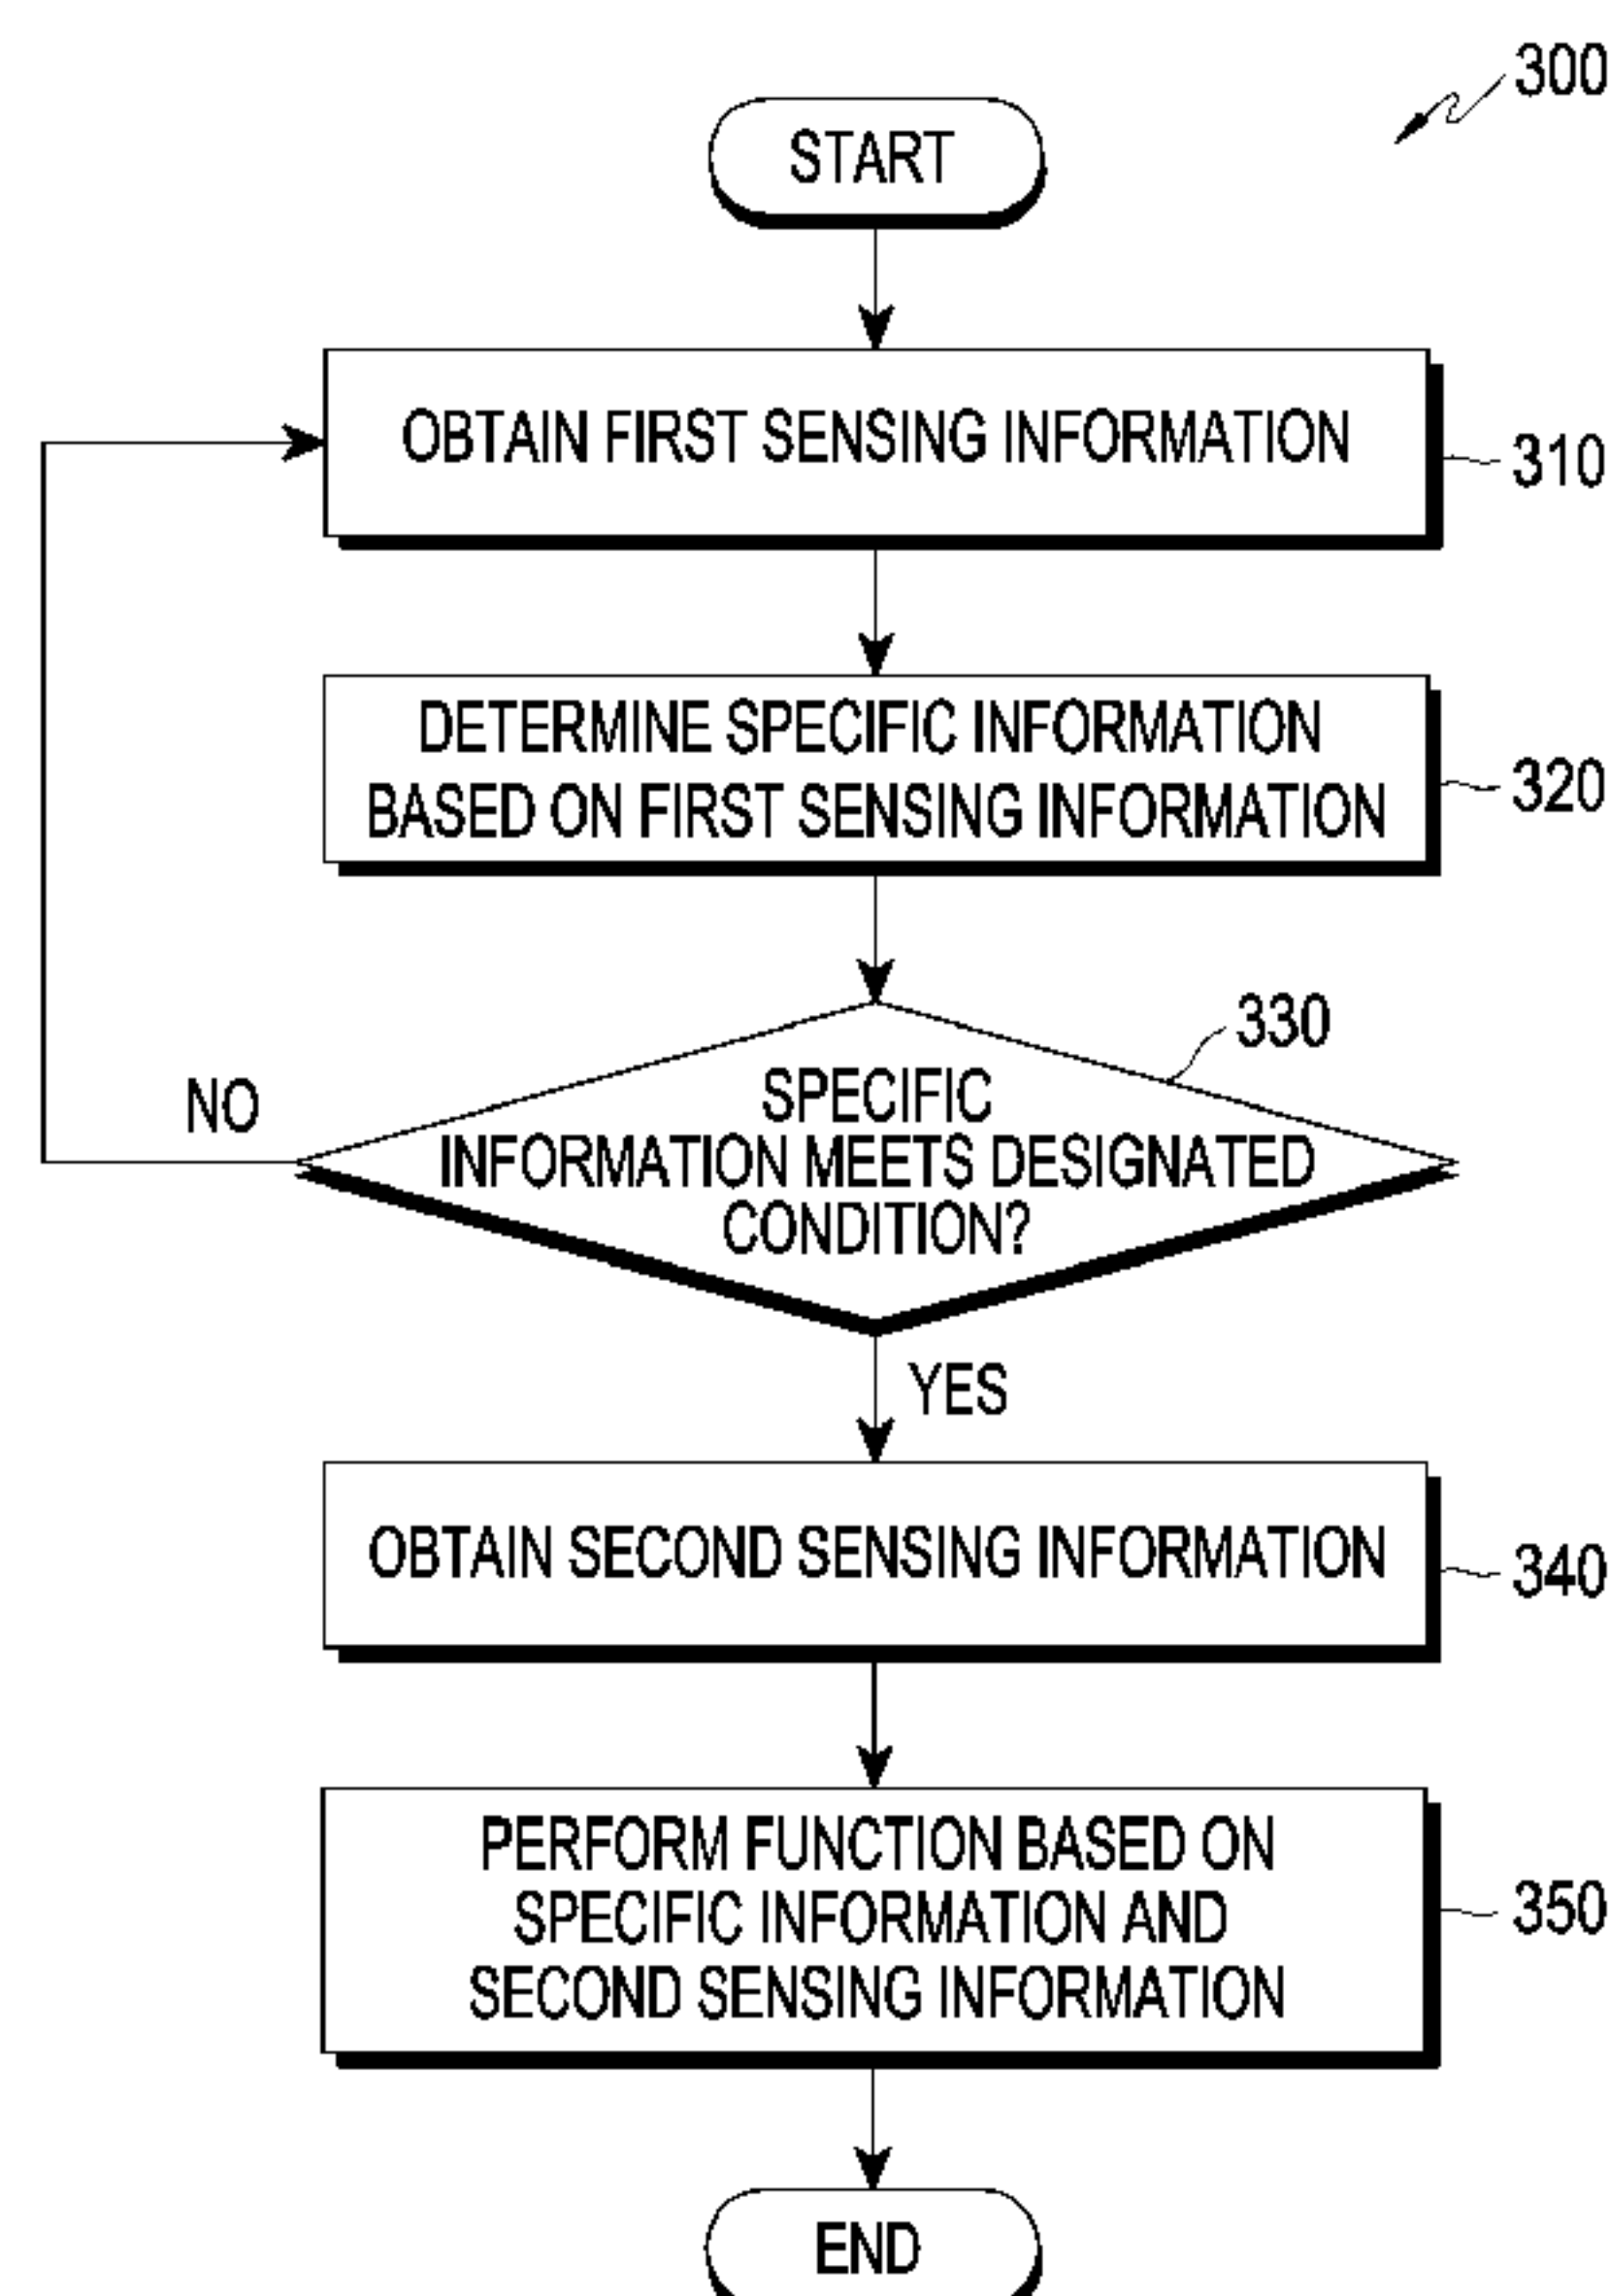 300
START
OBTAIN FIRST SENSING INFORMATION
310
DETERMINE SPECIFIC INFORMATION
BASED ON FIRST SENSING INFORMATION
320
330
SPECIFIC
INFORMATION MEETS DESIGNATED
CONDITION?
NO
YES
OBTAIN SECOND SENSING INFORMATION
340
PERFORM FUNCTION BASED ON
SPECIFIC INFORMATION AND
SECOND SENSING INFORMATION
350
END